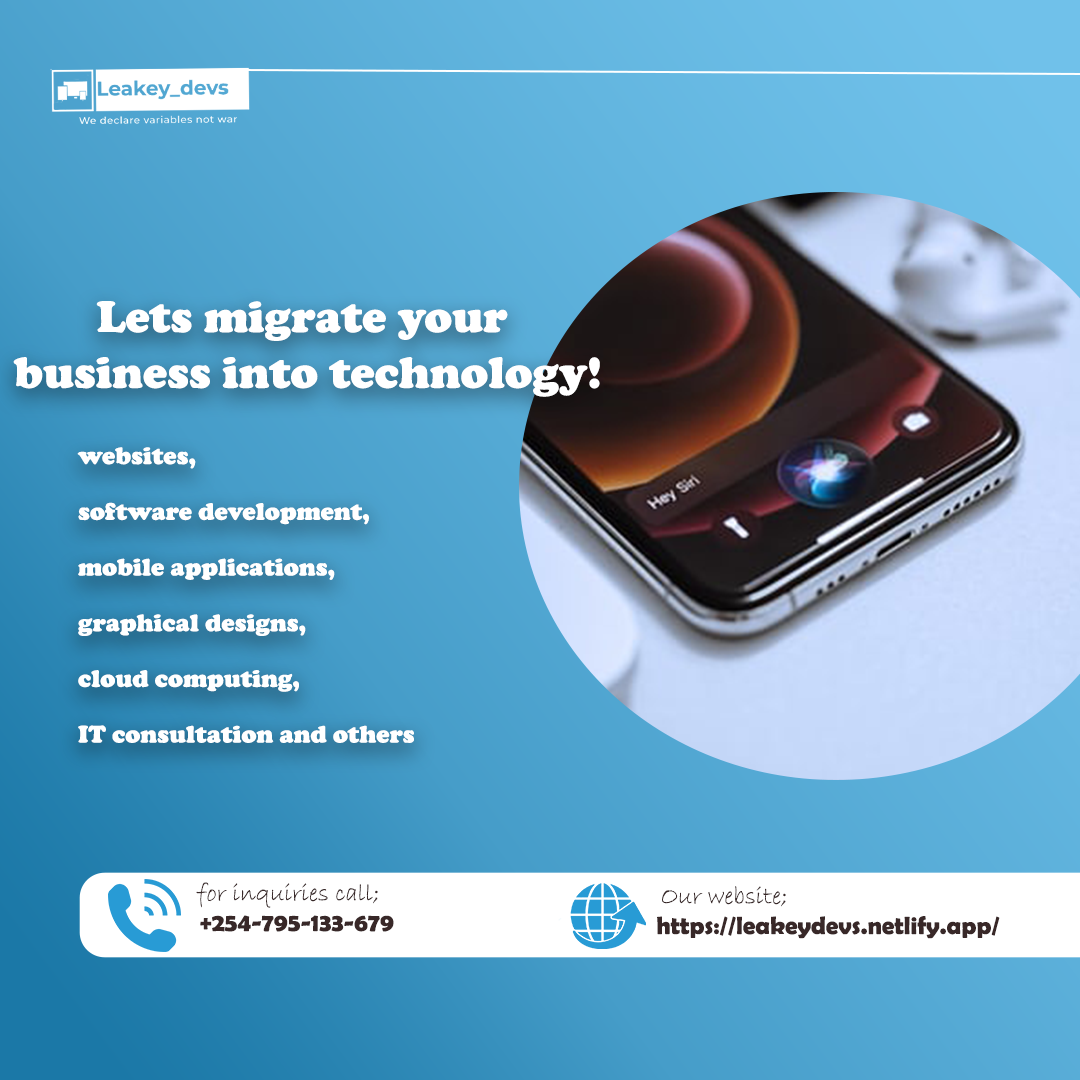 Leakey_devs
We declare variables not war
Lets migrate your
business into technology!
websites,
software development,
mobile applications,
graphical designs,
cloud computing,
IT consultation and others
Hey Siri
for inquiries call;
+254-795-133-679
Our website;
https://leakeydevs.netlify.app/